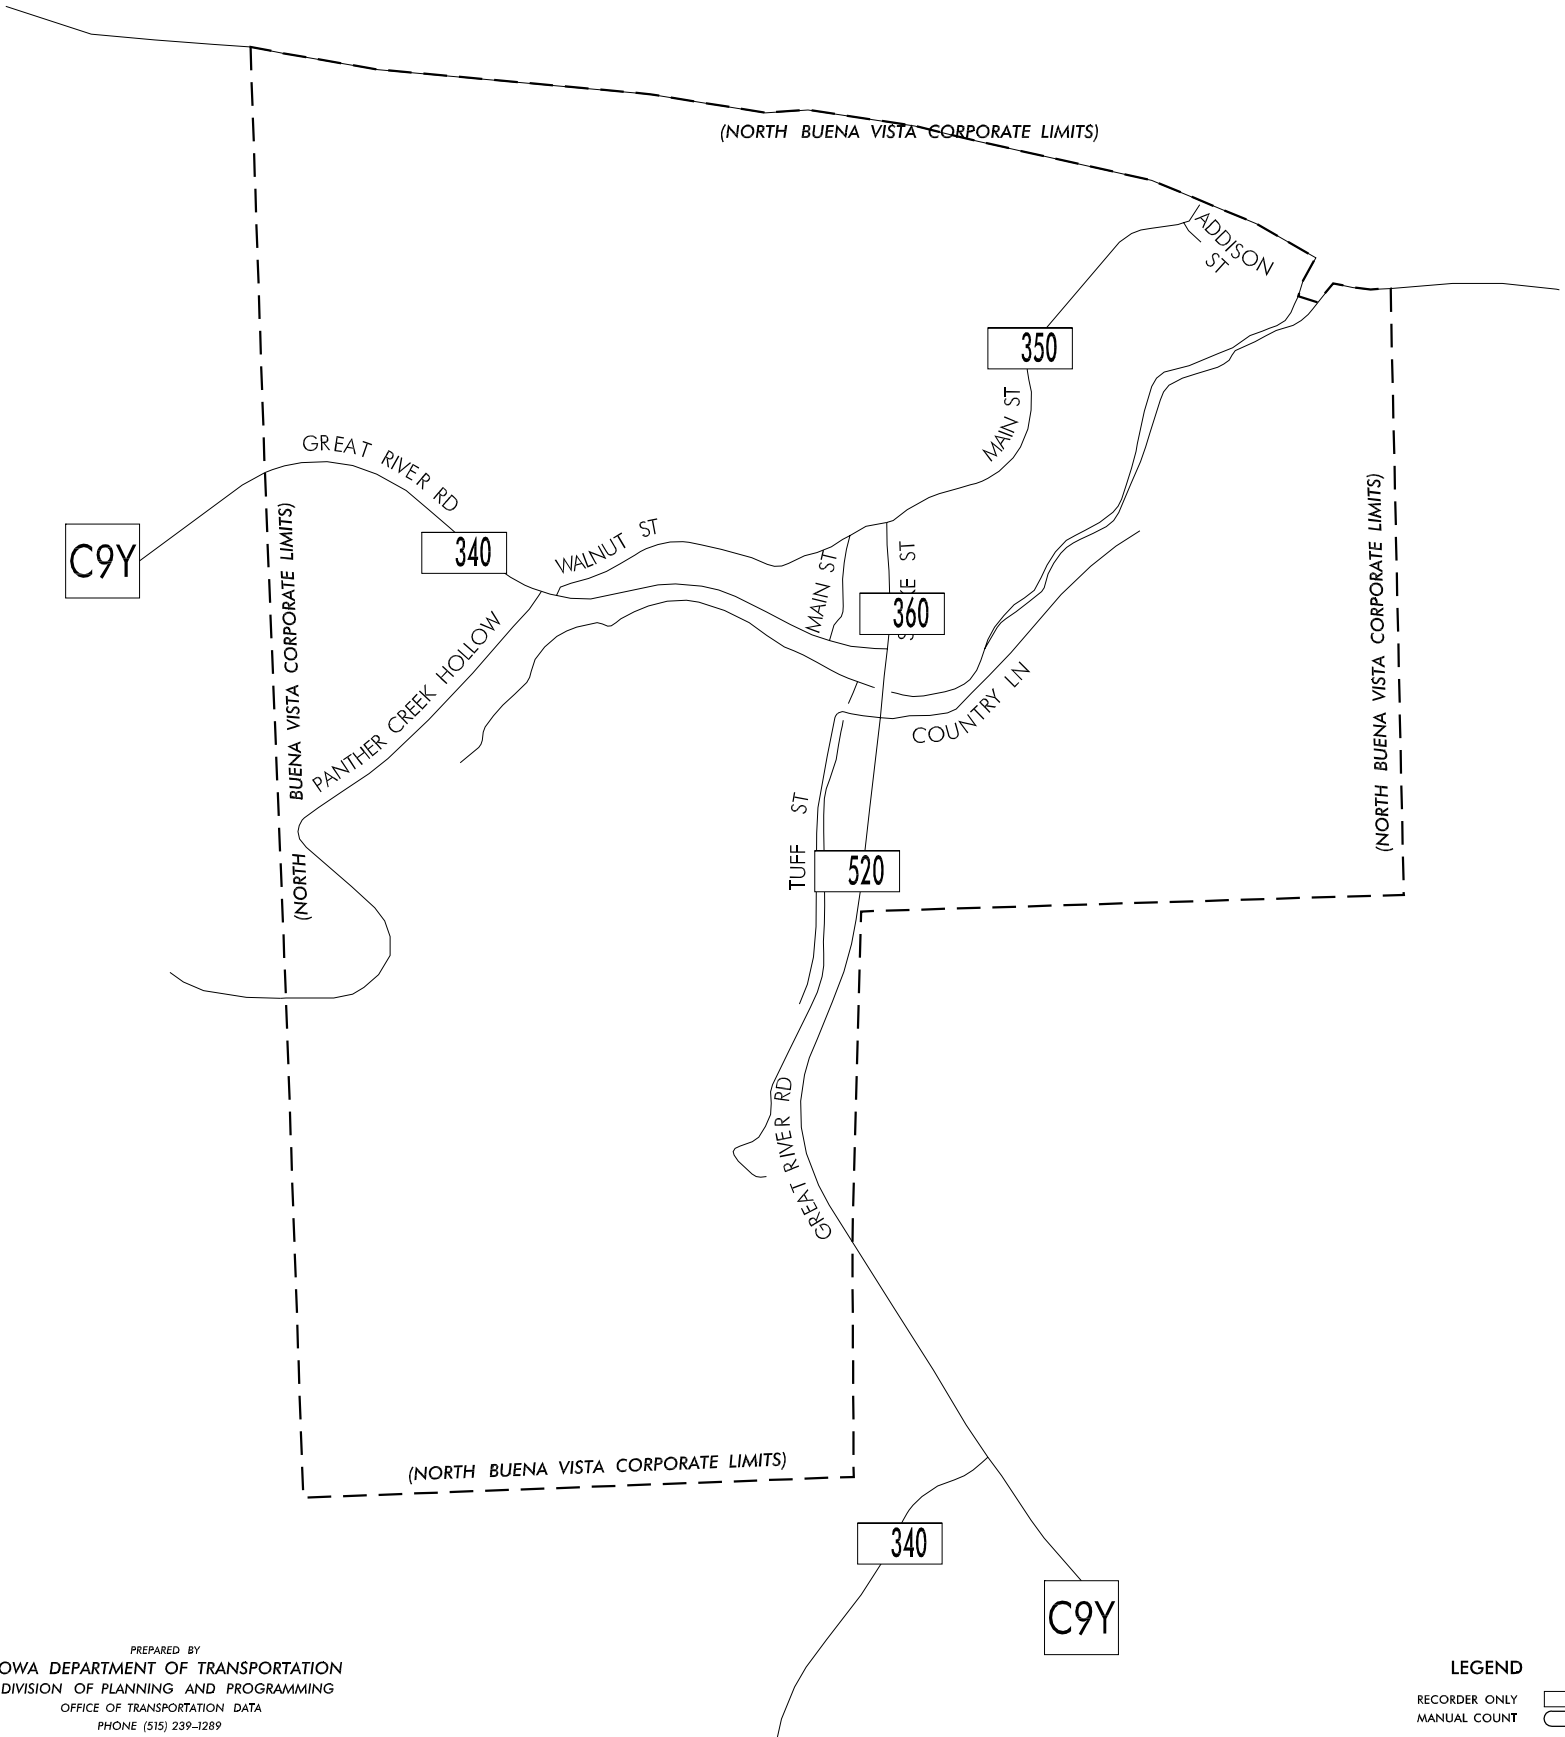 (NORTH BUENA VISTA CORPORATE LIMITS)
ADDISON
ST
350
MAIN ST
GREAT RIVER RD
C9Y
340
WALNUT ST
MAIN ST
ST
360
(NORTH BUENA VISTA CORPORATE LIMITS)
(NORTH BUENA VISTA CORPORATE LIMITS)
PANTHER CREEK HOLLOW
COUNTRY LN
TUFF ST
520
GREAT RIVER RD
(NORTH BUENA VISTA CORPORATE LIMITS)
340
C9Y
PREPARED BY
OWA DEPARTMENT OF TRANSPORTATION
DIVISION OF PLANNING AND PROGRAMMING
OFFICE OF TRANSPORTATION DATA
PHONE (515) 239-1289
LEGEND
RECORDER ONLY
MANUAL COUNT